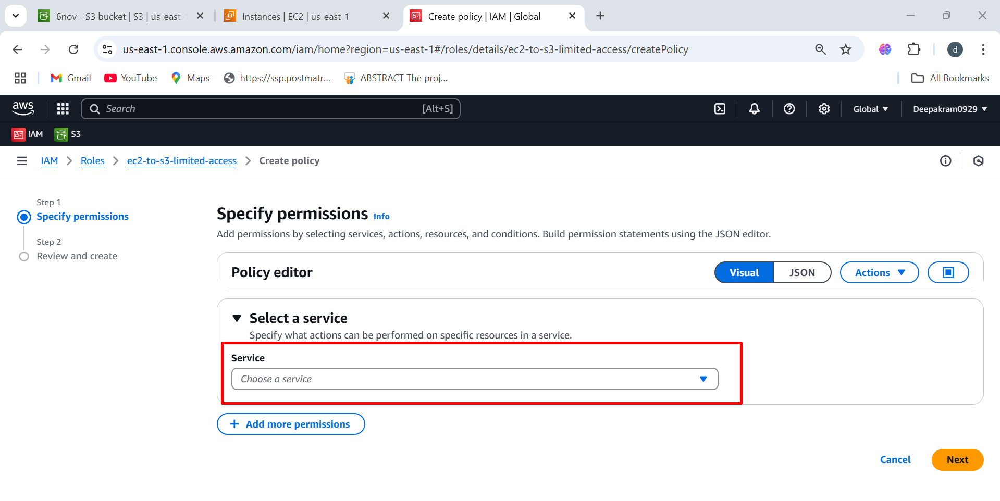 6nov - S3 bucket | S3 | us-east-
Instances | EC2 | us-east-1
Create policy | IAM | Global
us-east-1.console.aws.amazon.com/iam/home?region=us-east-1#/roles/details/ec2-to-s3-limited-access/createPolicy
d
Gmail
YouTube
Maps
https://ssp.postmatr...
ABSTRACT The proj...
All Bookmarks
aws
Search
[Alt+S]
Global
Deepakram0929
IAM
S3
IAM
Roles
ec2-to-s3-limited-access
Create policy
Step 1
Specify permissions
Step 2
Review and create
Specify permissions Info
Add permissions by selecting services, actions, resources, and conditions. Build permission statements using the JSON editor.
Policy editor
Visual
JSON
Actions
Select a service
Specify what actions can be performed on specific resources in a service.
Service
Choose a service
+ Add more permissions
Cancel
Next